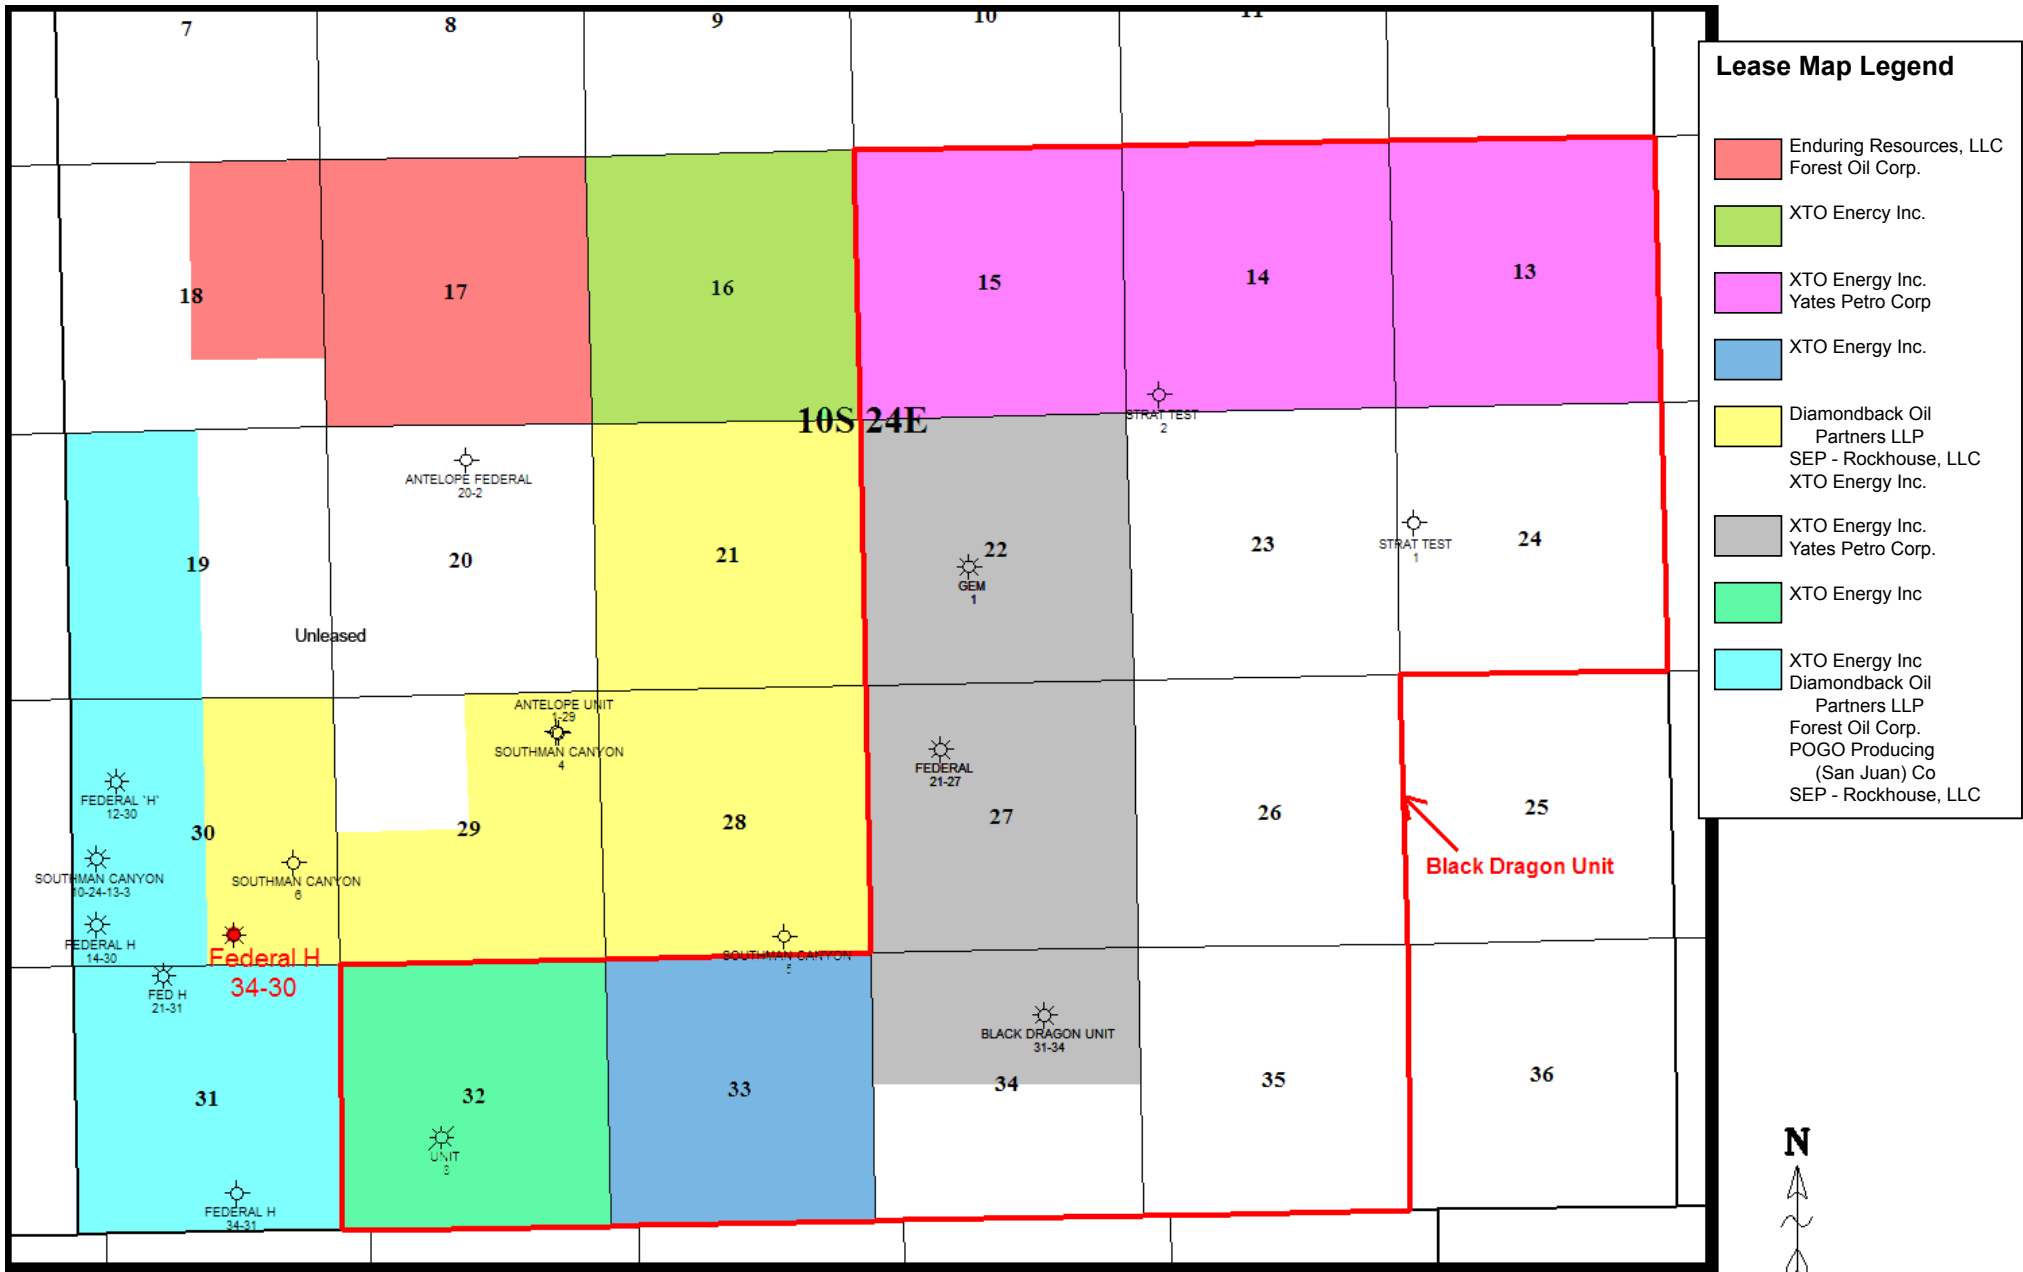 7
8
9
10
11
Lease Map Legend
Enduring Resources, LLC
Forest Oil Corp.
XTO Energcy Inc.
XTO Energy Inc.
Yates Petro Corp
XTO Energy Inc.
Diamondback Oil
Partners LLP
SEP - Rockhouse, LLC
XTO Energy Inc.
XTO Energy Inc.
Yates Petro Corp.
XTO Energy Inc
XTO Energy Inc
Diamondback Oil
Partners LLP
Forest Oil Corp.
POGO Producing
(San Juan) Co
SEP - Rockhouse, LLC
18
17
16
15
14
13
10S 24E
STRAT TEST
2
ANTELOPE FEDERAL
20-2
19
20
21
22
23
24
GEM
1
STRAT TEST
1
Unleased
ANTELOPE UNIT
1-29
SOUTHMAN CANYON
4
FEDERAL 'H'
12-30
FEDERAL
21-27
30
29
28
27
26
25
SOUTHMAN CANYON
10-24-13-3
SOUTHMAN CANYON
6
Black Dragon Unit
FEDERAL H
14-30
Federal H
34-30
SOUTHMAN CANYON
5
FED H
21-31
BLACK DRAGON UNIT
31-34
31
32
33
34
35
36
UNIT
8
FEDERAL H
34-31
N